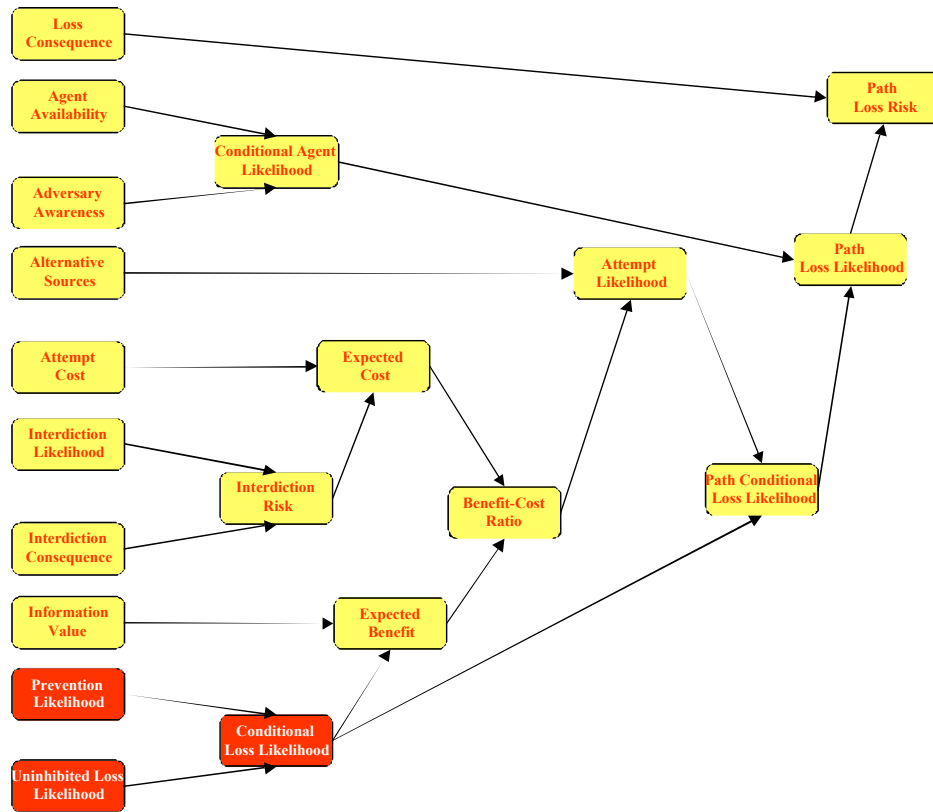 Loss
Consequence
Path
Loss Risk
Agent
Availability
Conditional Agent
Likelihood
Adversary
Awareness
Path
Loss Likelihood
Alternative
Sources
Attempt
Likelihood
Attempt
Cost
Expected
Cost
Interdiction
Likelihood
Interdiction
Risk
Path Conditional
Loss Likelihood
Benefit-Cost
Ratio
Interdiction
Consequence
Information
Value
Expected
Benefit
Prevention
Likelihood
Conditional
Loss Likelihood
Uninhibited Loss
Likelihood